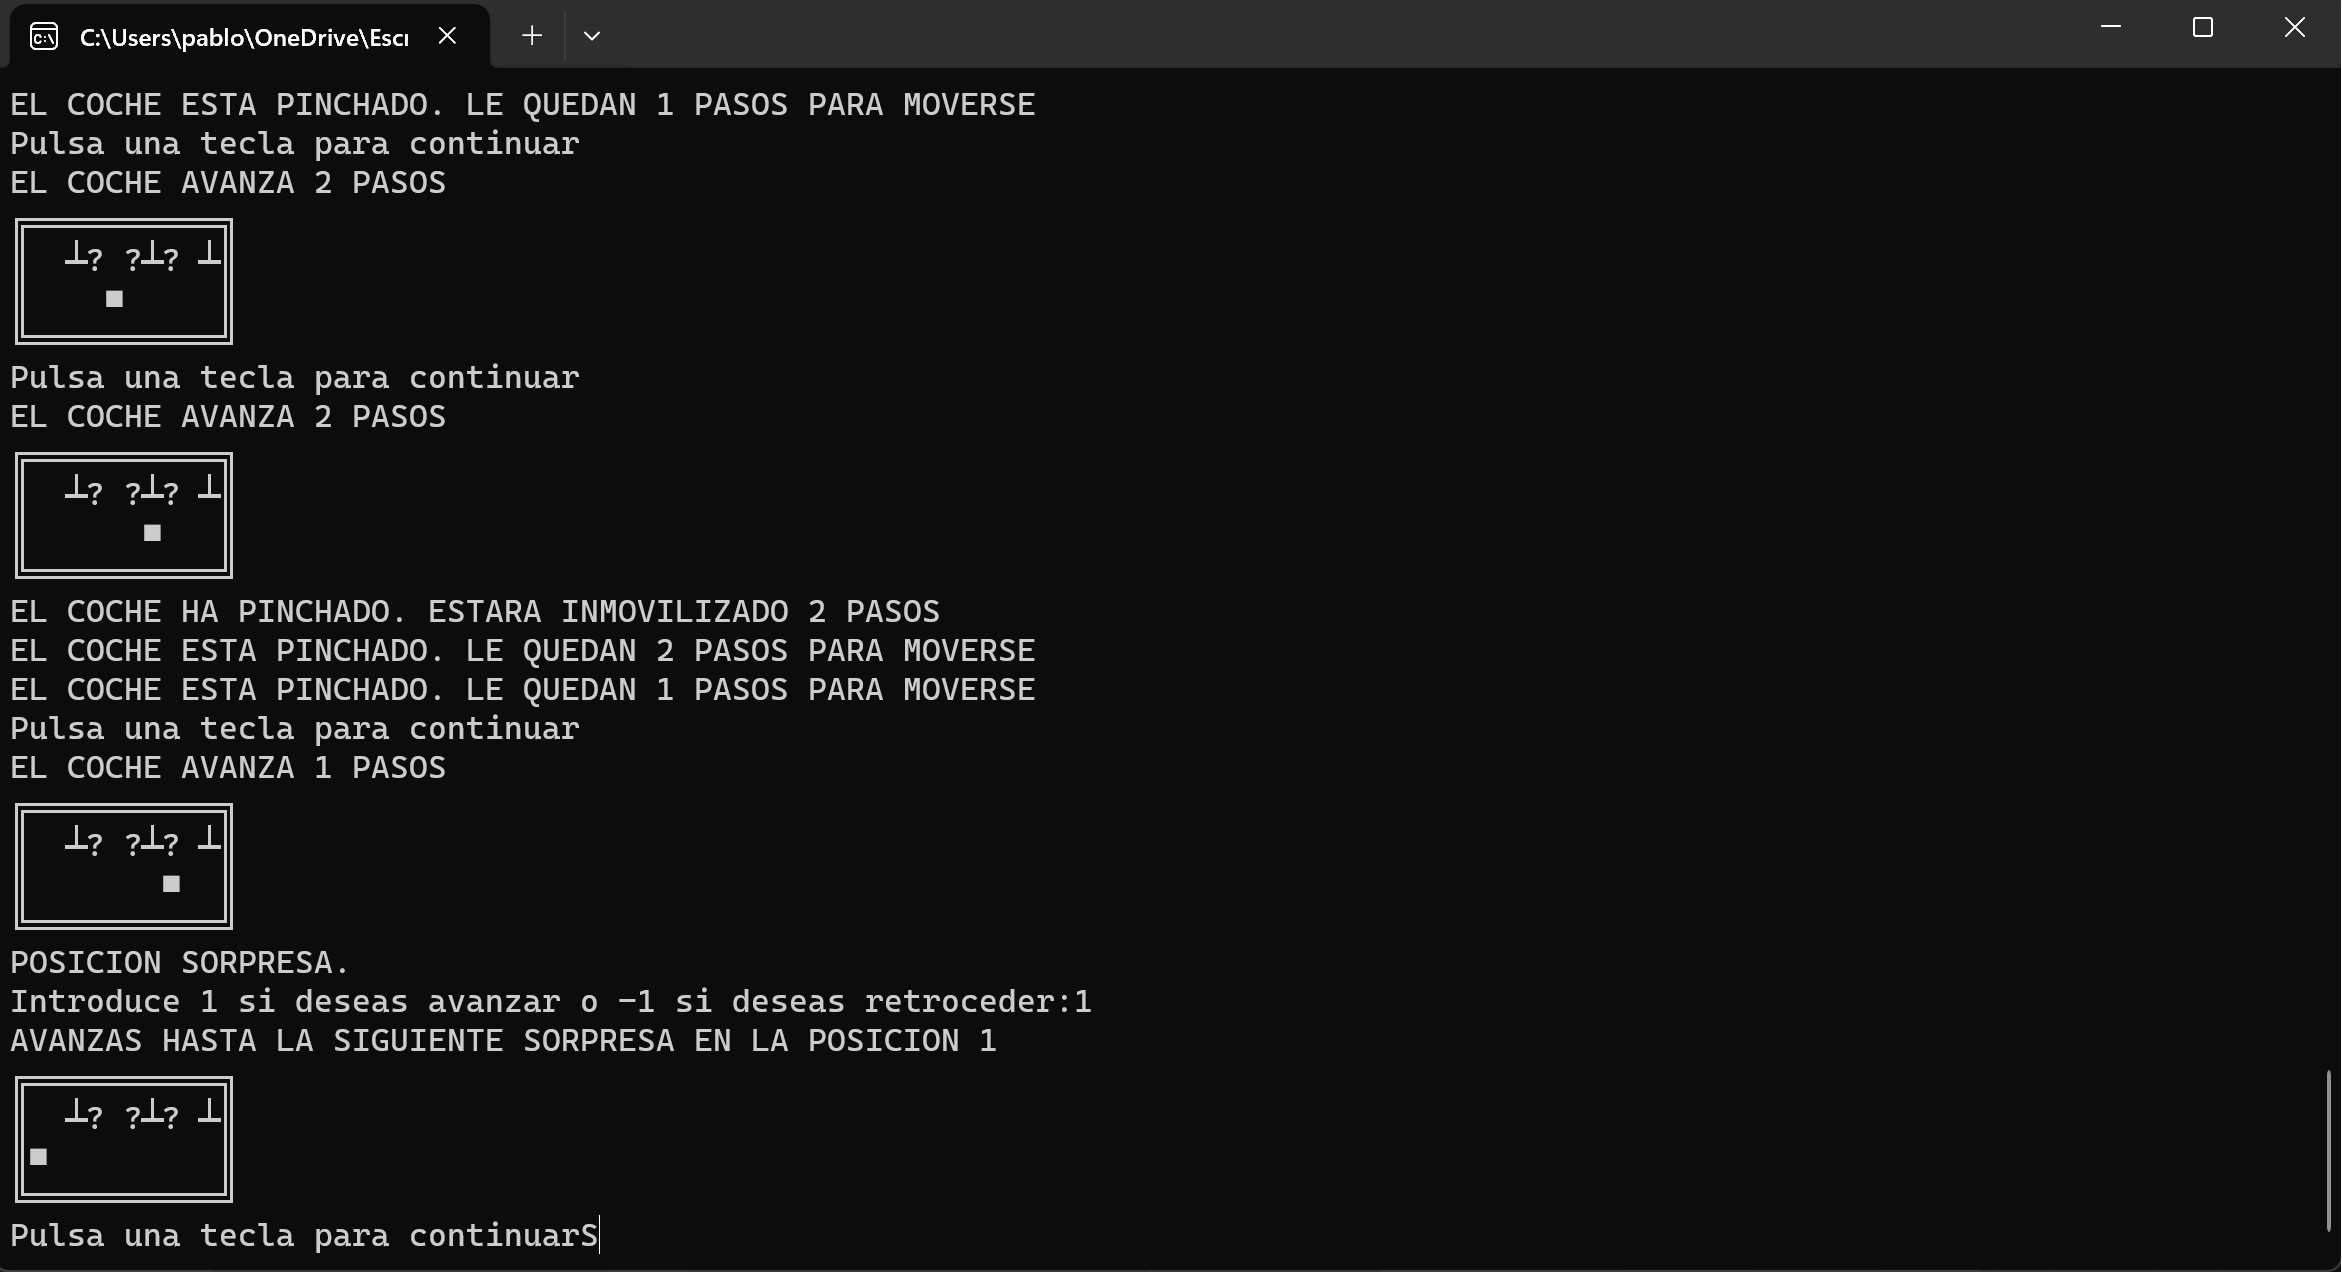 C:\Users\pablo\OneDrive\Escr
EL COCHE ESTA PINCHADO. LE QUEDAN 1 PASOS PARA MOVERSE
Pulsa una tecla para continuar
EL COCHE AVANZA 2 PASOS
┴? ?┴? ┴
■
Pulsa una tecla para continuar
EL COCHE AVANZA 2 PASOS
┴? ?┴? ┴
■
EL COCHE HA PINCHADO. ESTARA INMOVILIZADO 2 PASOS
EL COCHE ESTA PINCHADO. LE QUEDAN 2 PASOS PARA MOVERSE
EL COCHE ESTA PINCHADO. LE QUEDAN 1 PASOS PARA MOVERSE
Pulsa una tecla para continuar
EL COCHE AVANZA 1 PASOS
┴? ?┴? ┴
■
POSICION SORPRESA.
Introduce 1 si deseas avanzar o -1 si deseas retroceder:1
AVANZAS HASTA LA SIGUIENTE SORPRESA EN LA POSICION 1
┴? ?┴? ┴
■
Pulsa una tecla para continuarS